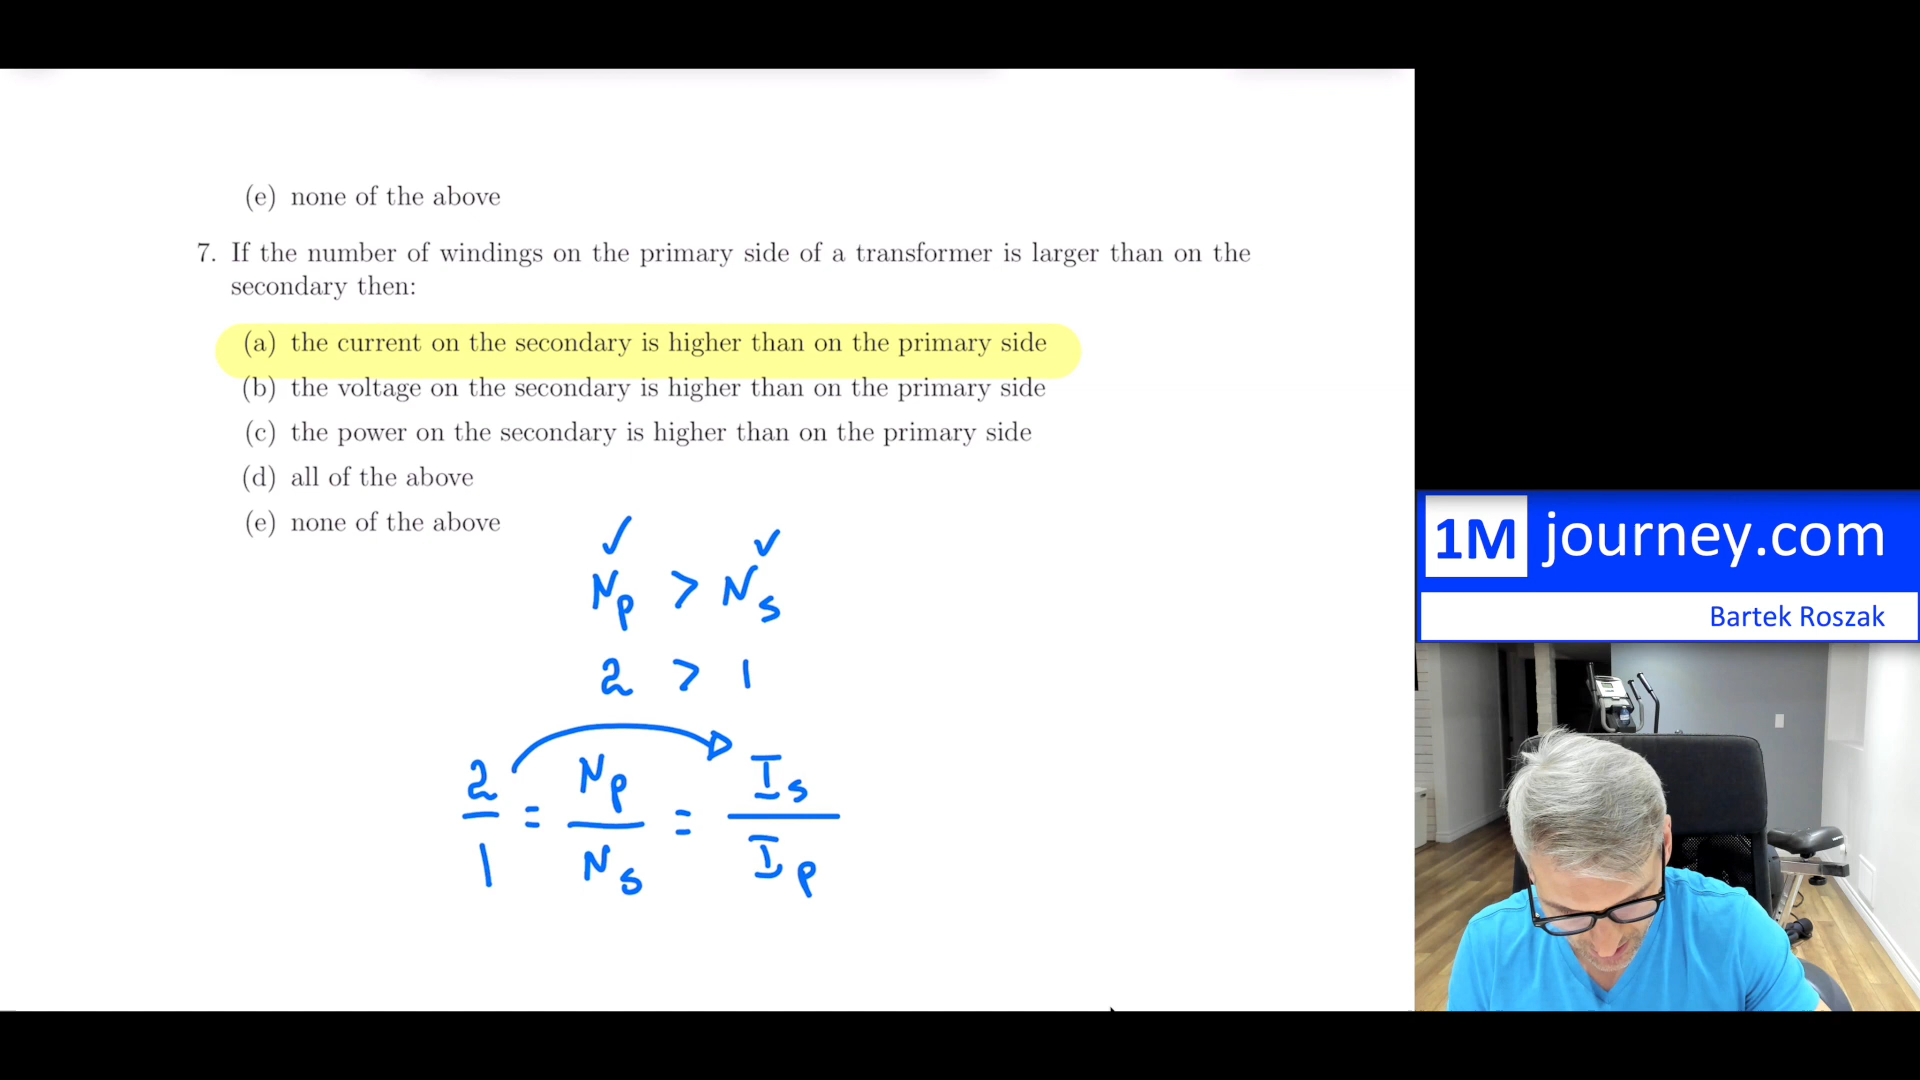 (e) none of the above
7. If the number of windings on the primary side of a transformer is larger than on the
secondary then:
(a) the current on the secondary is higher than on the primary side
(b) the voltage on the secondary is higher than on the primary side
(c) the power on the secondary is higher than on the primary side
(d) all of the above
(e) none of the above
✓ ✓
Np > Ns
2 > 1
2/1 = Np/Ns = Is/Ip
1M journey.com
Bartek Roszak